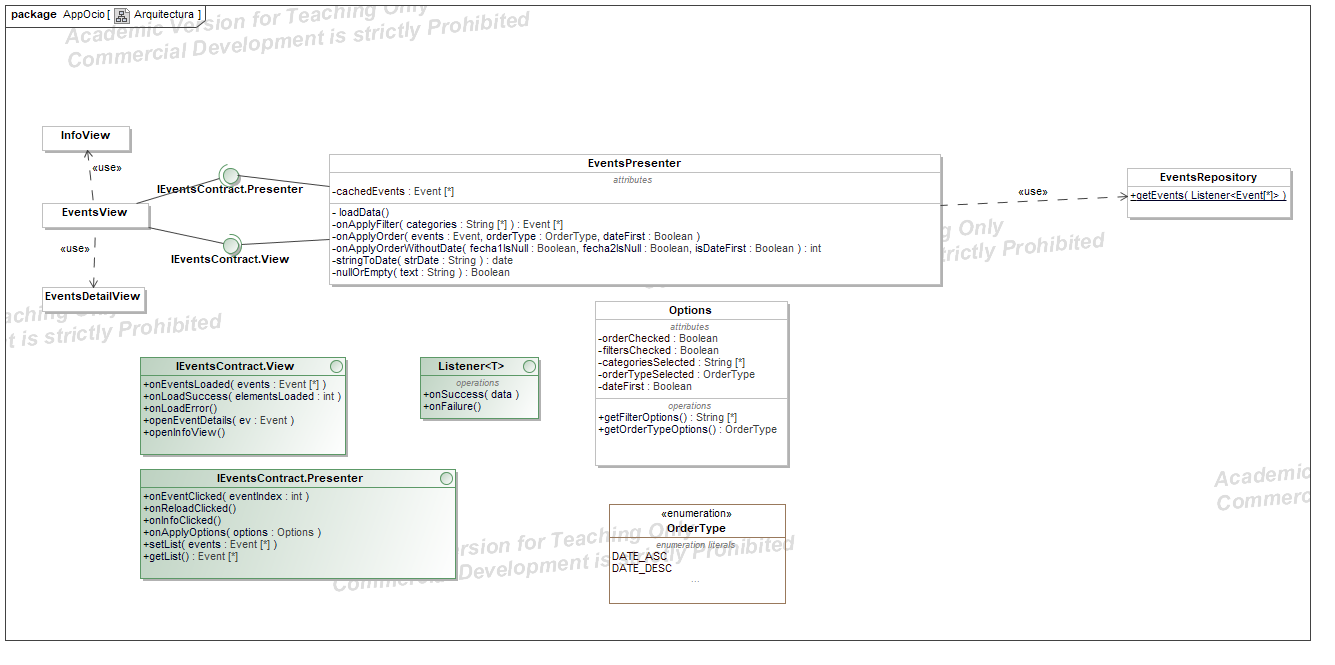 package AppOcio [ Arquitectura ]
Academic Version for Teaching Only
Commercial Development is strictly Prohibited
InfoView
«use»
EventsView
«use»
EventsDetailView
IEventsContract.Presenter
IEventsContract.View
EventsPresenter
attributes
-cachedEvents : Event [*]
- loadData()
-onApplyFilter( categories : String [*] ) : Event [*]
-onApplyOrder( events : Event, orderType : OrderType, dateFirst : Boolean )
-onApplyOrderWithoutDate( fecha1IsNull : Boolean, fecha2IsNull : Boolean, isDateFirst : Boolean ) : int
-stringToDate( strDate : String ) : date
-nullOrEmpty( text : String ) : Boolean
«use»
EventsRepository
+getEvents( Listener<Event[*]> )
g Only
trictly Prohibited
aching Only
t is strictly Prohibited
IEventsContract.View
+onEventsLoaded( events : Event [*] )
+onLoadSuccess( elementsLoaded : int )
+onLoadError()
+openEventDetails( ev : Event )
+openInfoView()
Listener<T>
operations
+onSuccess( data )
+onFailure()
Options
attributes
-orderChecked : Boolean
-filtersChecked : Boolean
-categoriesSelected : String [*]
-orderTypeSelected : OrderType
-dateFirst : Boolean
operations
+getFilterOptions() : String [*]
+getOrderTypeOptions() : OrderType
IEventsContract.Presenter
+onEventClicked( eventIndex : int )
+onReloadClicked()
+onInfoClicked()
+onApplyOptions( options : Options )
+setList( events : Event [*] )
+getList() : Event [*]
«enumeration»
OrderType
enumeration literals
DATE_ASC
DATE_DESC
...
ersion for Teaching Only
Commercial Development is strictly Prohibited
Academic
Commerc